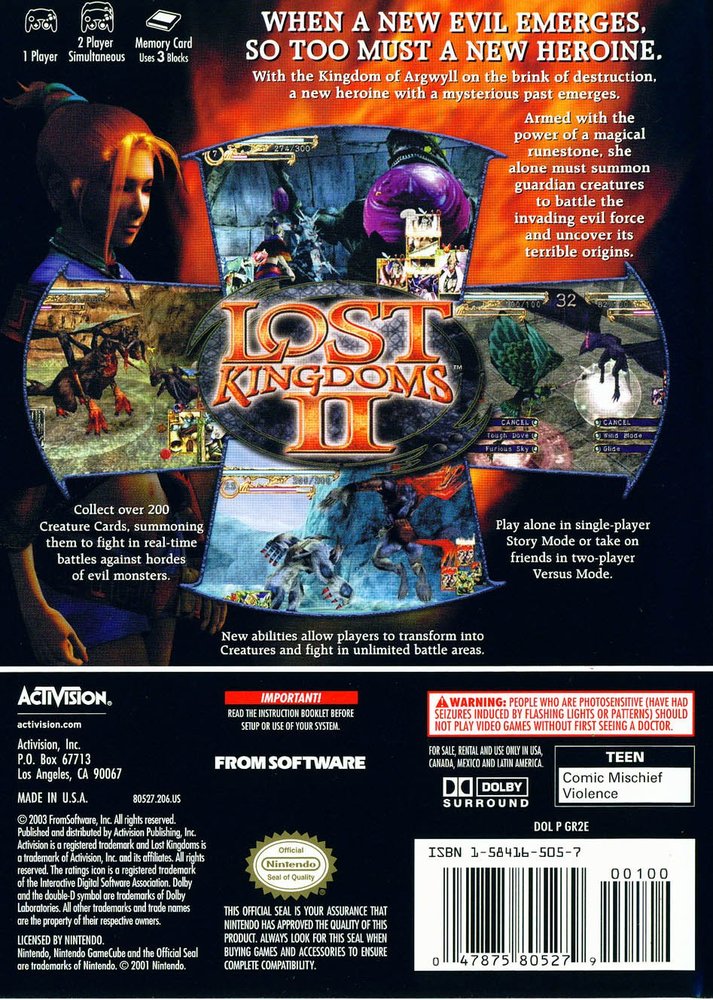 1 Player
2 Player
Simultaneous
Memory Card
Uses 3 Blocks
WHEN A NEW EVIL EMERGES,
SO TOO MUST A NEW HEROINE.
With the Kingdom of Argwyll on the brink of destruction,
a new heroine with a mysterious past emerges.
Armed with the
power of a magical
runestone, she
alone must summon
guardian creatures
to battle the
invading evil force
and uncover its
terrible origins.
7
274/300
32
LOST
KINGDOMS
II
™
CANCEL
Tough Dove
Furious Sky
CANCEL
Wind Blade
Glide
Collect over 200
Creature Cards, summoning
them to fight in real-time
battles against hordes
of evil monsters.
Play alone in single-player
Story Mode or take on
friends in two-player
Versus Mode.
New abilities allow players to transform into
Creatures and fight in unlimited battle areas.
ACTIVISION®
activision.com
Activision, Inc.
P.O. Box 67713
Los Angeles, CA 90067
MADE IN U.S.A.
80527.206.US
© 2003 FromSoftware, Inc. All rights reserved.
Published and distributed by Activision Publishing, Inc.
Activision is a registered trademark and Lost Kingdoms is
a trademark of Activision, Inc. and its affiliates. All rights
reserved. The ratings icon is a registered trademark
of the Interactive Digital Software Association. Dolby
and the double-D symbol are trademarks of Dolby
Laboratories. All other trademarks and trade names
are the property of their respective owners.
LICENSED BY NINTENDO.
Nintendo, Nintendo GameCube and the Official Seal
are trademarks of Nintendo. © 2001 Nintendo.
IMPORTANT!
READ THE INSTRUCTION BOOKLET BEFORE
SETUP OR USE OF YOUR SYSTEM.
FROM SOFTWARE
Official
Nintendo
Seal of Quality
THIS OFFICIAL SEAL IS YOUR ASSURANCE THAT
NINTENDO HAS APPROVED THE QUALITY OF THIS
PRODUCT. ALWAYS LOOK FOR THIS SEAL WHEN
BUYING GAMES AND ACCESSORIES TO ENSURE
COMPLETE COMPATIBILITY.
WARNING: PEOPLE WHO ARE PHOTOSENSITIVE (HAVE HAD
SEIZURES INDUCED BY FLASHING LIGHTS OR PATTERNS) SHOULD
NOT PLAY VIDEO GAMES WITHOUT FIRST SEEING A DOCTOR.
FOR SALE, RENTAL AND USE ONLY IN USA,
CANADA, MEXICO AND LATIN AMERICA.
DOLBY
SURROUND
TEEN
Comic Mischief
Violence
DOL P GR2E
ISBN 1-58416-505-7
00100
0 47875 80527 9